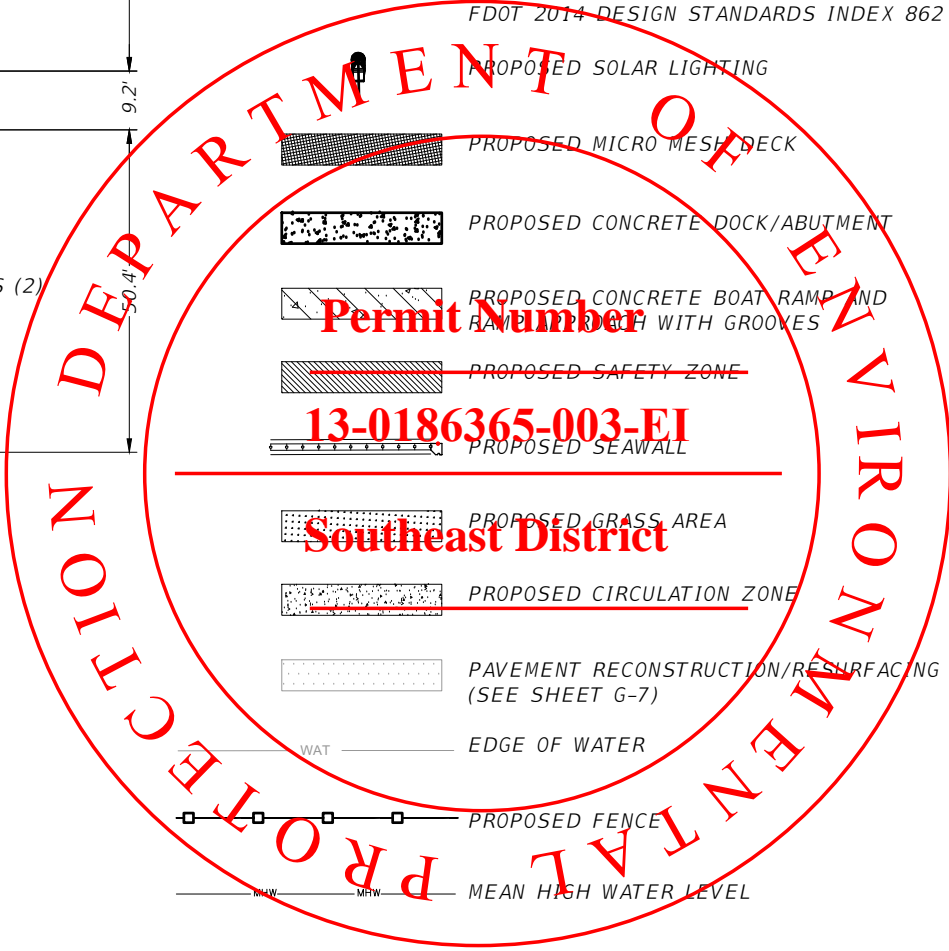 FDOT 2014 DESIGN STANDARDS INDEX 862
PROPOSED SOLAR LIGHTING
9.2'
PROPOSED MICRO MESH DECK
PROPOSED CONCRETE DOCK/ABUTMENT
S (2)
50.4'
PROPOSED CONCRETE BOAT RAMP AND
RAMP APPROACH WITH GROOVES
PROPOSED SAFETY ZONE
PROPOSED SEAWALL
PROPOSED GRASS AREA
PROPOSED CIRCULATION ZONE
PAVEMENT RECONSTRUCTION/RESURFACING
(SEE SHEET G-7)
WAT
EDGE OF WATER
PROPOSED FENCE
MHW MHW
MEAN HIGH WATER LEVEL
DEPARTMENT OF ENVIRONMENTAL PROTECTION
Permit Number
13-0186365-003-EI
Southeast District